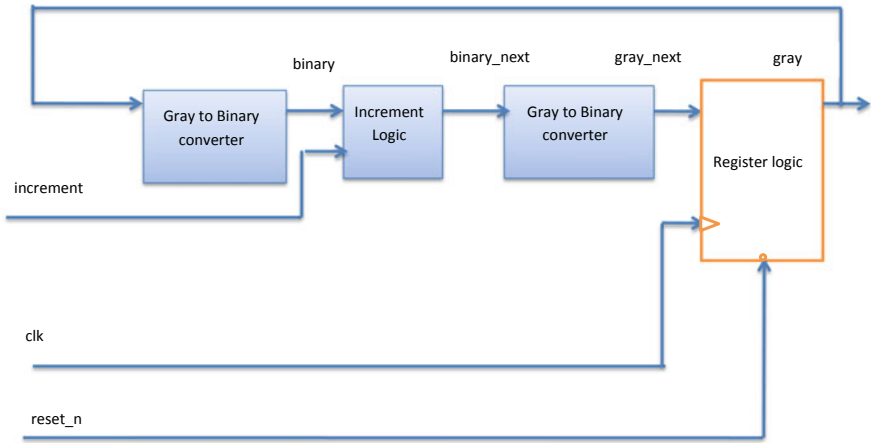 binary
binary_next
gray_next
gray
Gray to Binary
converter
Increment
Logic
Gray to Binary
converter
Register logic
increment
clk
reset_n